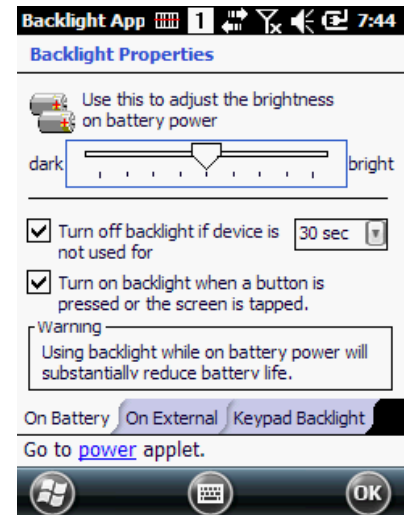 Backlight App 1 7:44
Backlight Properties
Use this to adjust the brightness
on battery power
dark bright
Turn off backlight if device is 30 sec
not used for
Turn on backlight when a button is
pressed or the screen is tapped.
Warning
Using backlight while on battery power will
substantially reduce battery life.
On Battery On External Keypad Backlight
Go to power applet.
OK